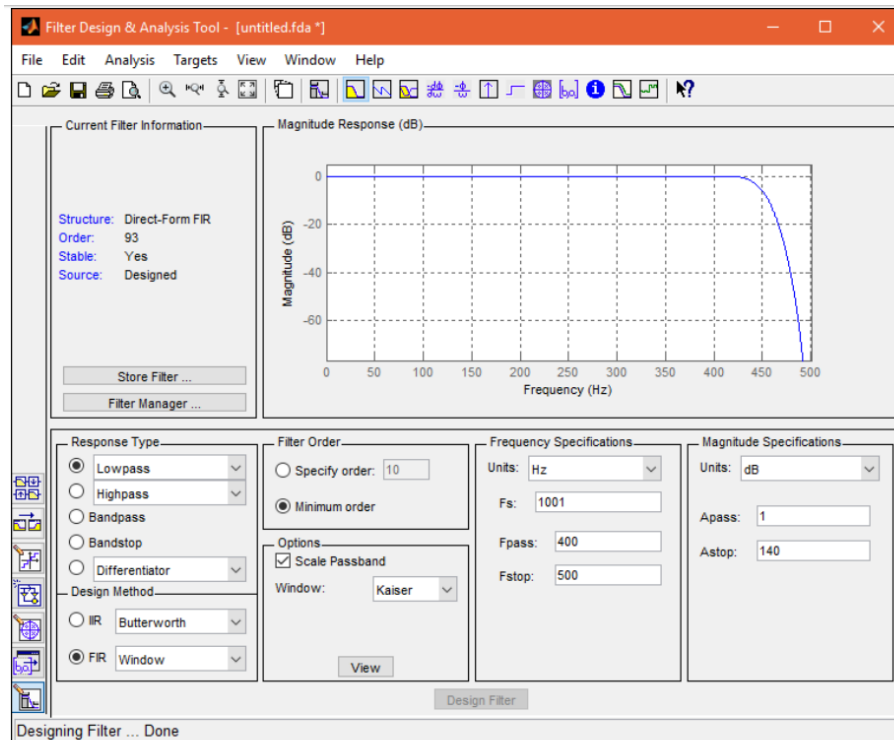 Filter Design & Analysis Tool - [untitled.fda *]
File Edit Analysis Targets View Window Help
Current Filter Information
Structure: Direct-Form FIR
Order: 93
Stable: Yes
Source: Designed
Store Filter ...
Filter Manager ...
Magnitude Response (dB)
Magnitude (dB)
0
-20
-40
-60
0 50 100 150 200 250 300 350 400 450 500
Frequency (Hz)
Response Type
Lowpass
Highpass
Bandpass
Bandstop
Differentiator
Design Method
IIR Butterworth
FIR Window
Filter Order
Specify order: 10
Minimum order
Options
Scale Passband
Window: Kaiser
View
Frequency Specifications
Units: Hz
Fs: 1001
Fpass: 400
Fstop: 500
Magnitude Specifications
Units: dB
Apass: 1
Astop: 140
Design Filter
Designing Filter ... Done